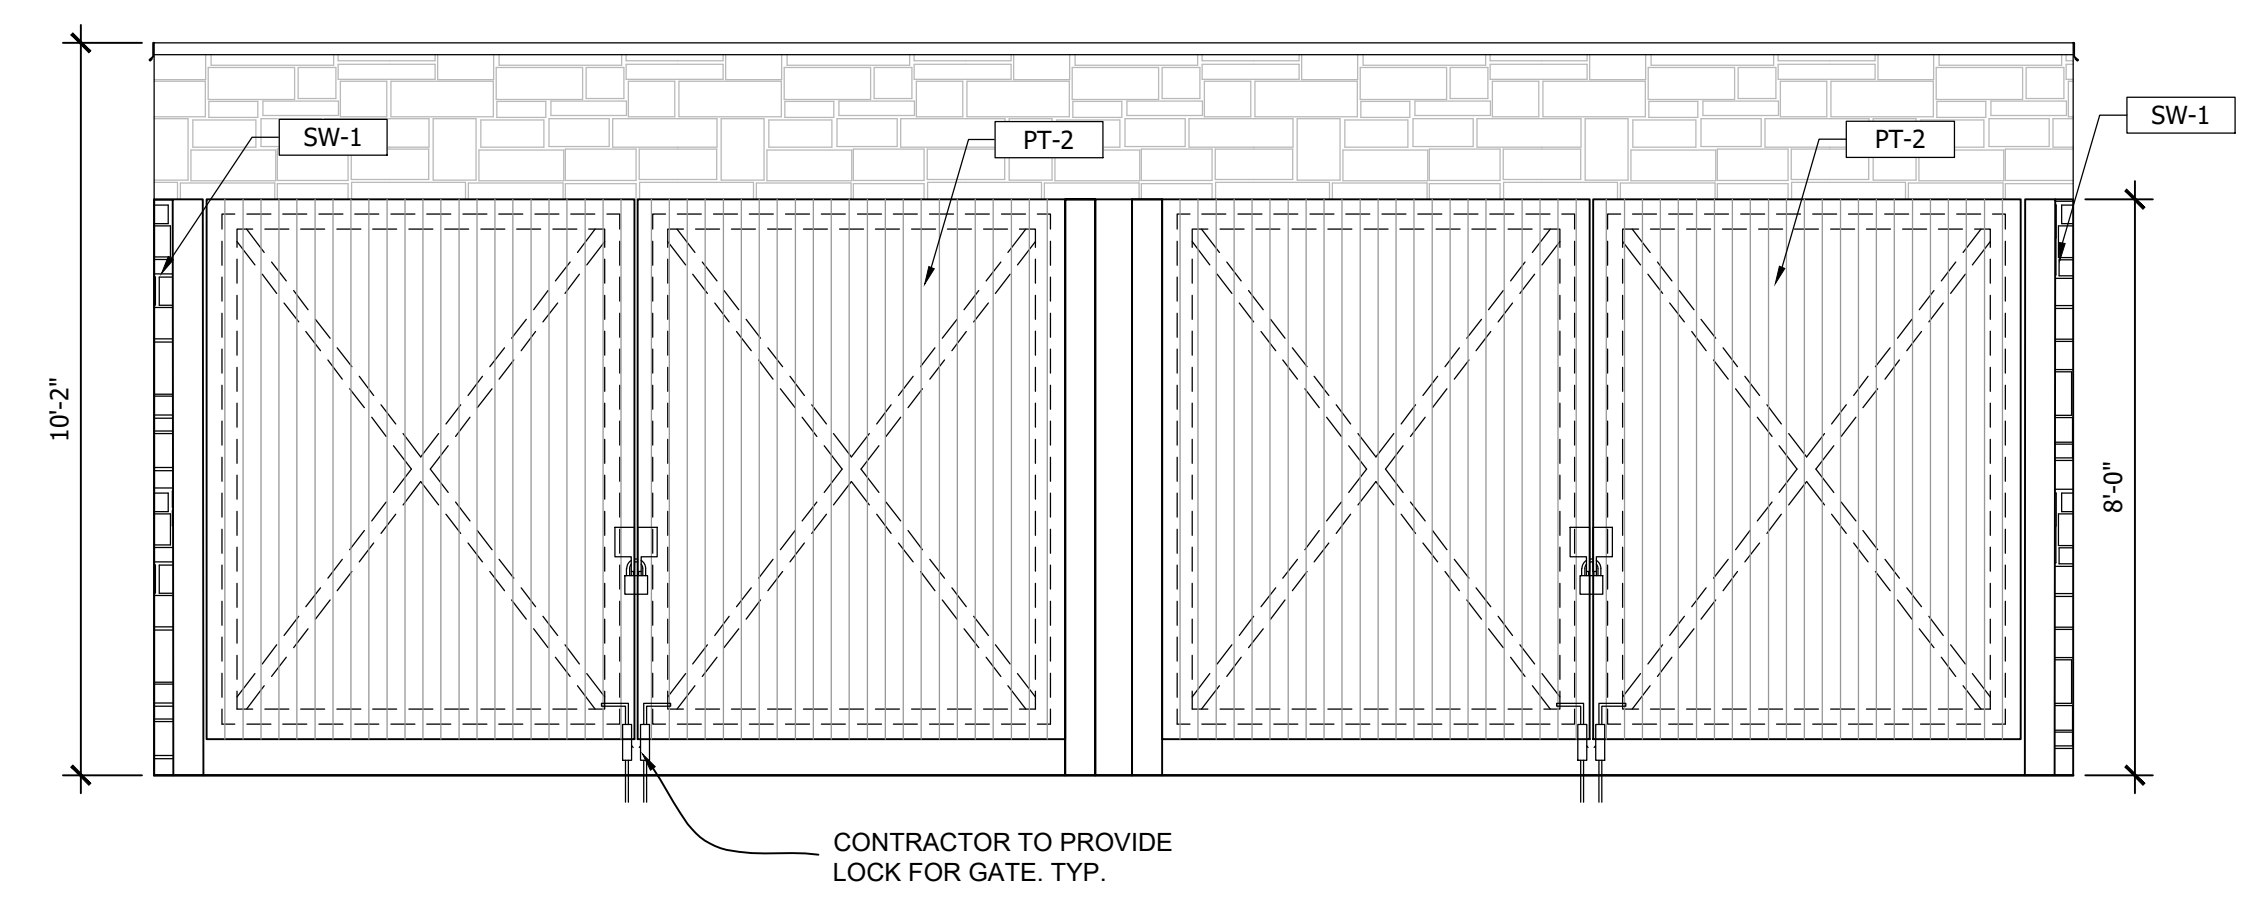 SW-1
PT-2
PT-2
SW-1
10'-2"
8'-0"
CONTRACTOR TO PROVIDE
LOCK FOR GATE. TYP.